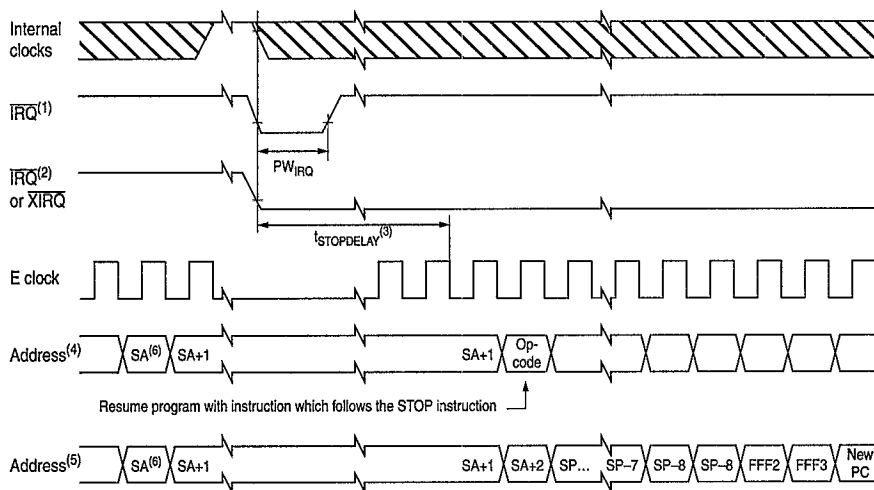 Internal
clocks
IRQ(1)
PWIRQ
IRQ(2)
or XIRQ
tSTOPDELAY(3)
E clock
Address(4) SA(6) SA+1 SA+1 Op-
code
Resume program with instruction which follows the STOP instruction
Address(5) SA(6) SA+1 SA+1 SA+2 SP... SP–7 SP–8 SP–8 FFF2 FFF3 New
PC